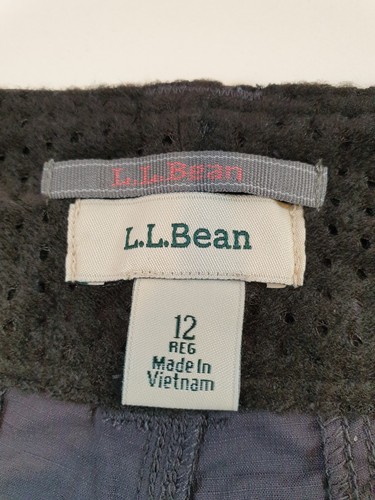 L.L.Bean
L.L.Bean
12
REG
Made In
Vietnam